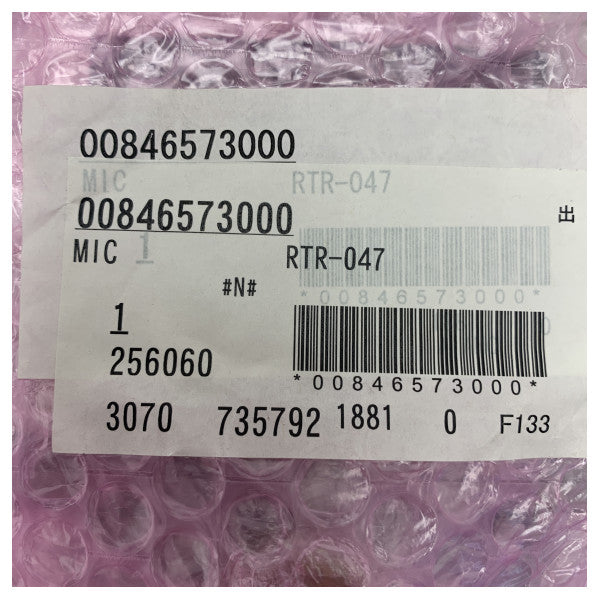 00846573000
MIC RTR-047
00846573000 出
MIC 1 RTR-047
*00846573000*
#N#
1
256060 *00846573000*
3070 735792 1881 0 F133